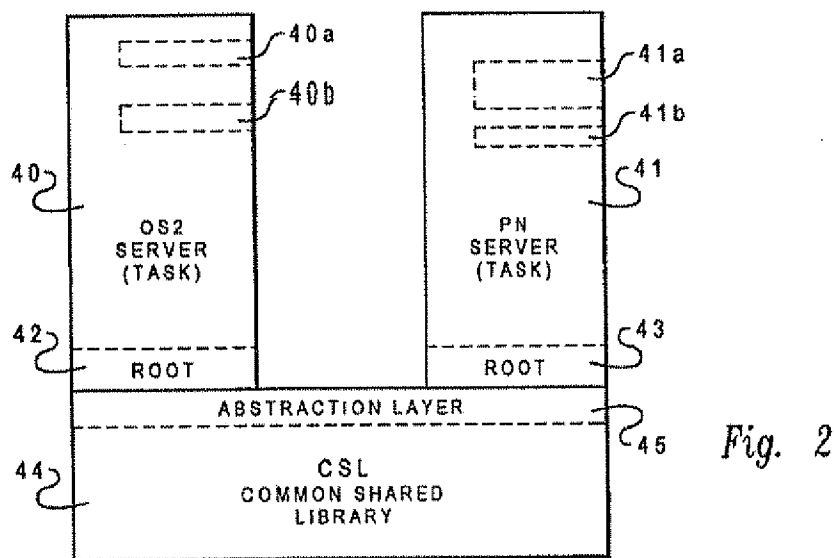 40a
40b
41a
41b
40
41
OS2
SERVER
(TASK)
PN
SERVER
(TASK)
42
43
ROOT
ROOT
ABSTRACTION LAYER
45
Fig. 2
44
CSL
COMMON SHARED
LIBRARY